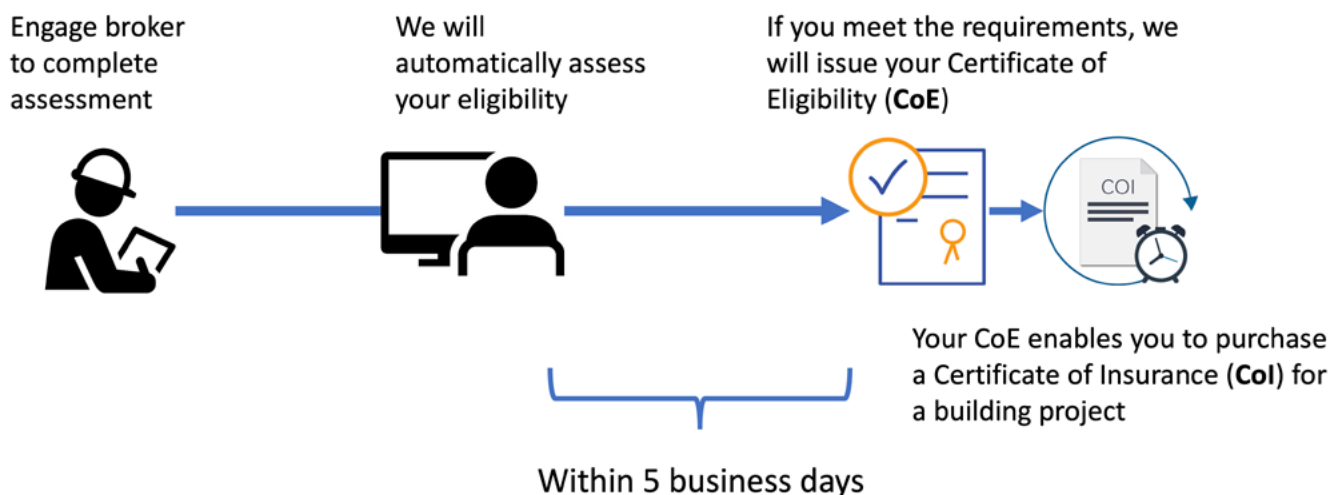 Engage broker
to complete
assessment
We will
automatically assess
your eligibility
If you meet the requirements, we
will issue your Certificate of
Eligibility (CoE)
COI
Your CoE enables you to purchase
a Certificate of Insurance (CoI) for
a building project
Within 5 business days